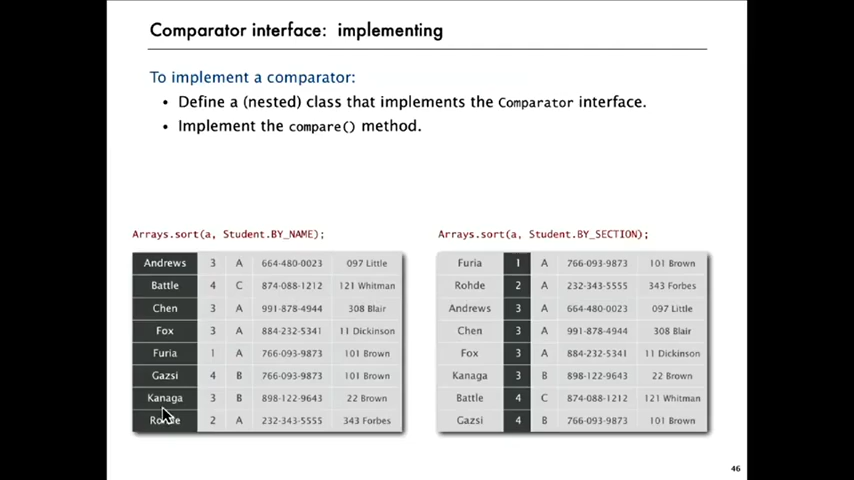 Comparator interface: implementing
To implement a comparator:
• Define a (nested) class that implements the Comparator interface.
• Implement the compare() method.
Arrays.sort(a, Student.BY_NAME);
Andrews 3 A 664-480-0023 097 Little
Battle 4 C 874-088-1212 121 Whitman
Chen 3 A 991-878-4944 308 Blair
Fox 3 A 884-232-5341 11 Dickinson
Furia 1 A 766-093-9873 101 Brown
Gazsi 4 B 766-093-9873 101 Brown
Kanaga 3 B 898-122-9643 22 Brown
Rohde 2 A 232-343-5555 343 Forbes
Arrays.sort(a, Student.BY_SECTION);
Furia 1 A 766-093-9873 101 Brown
Rohde 2 A 232-343-5555 343 Forbes
Andrews 3 A 664-480-0023 097 Little
Chen 3 A 991-878-4944 308 Blair
Fox 3 A 884-232-5341 11 Dickinson
Kanaga 3 B 898-122-9643 22 Brown
Battle 4 C 874-088-1212 121 Whitman
Gazsi 4 B 766-093-9873 101 Brown
46